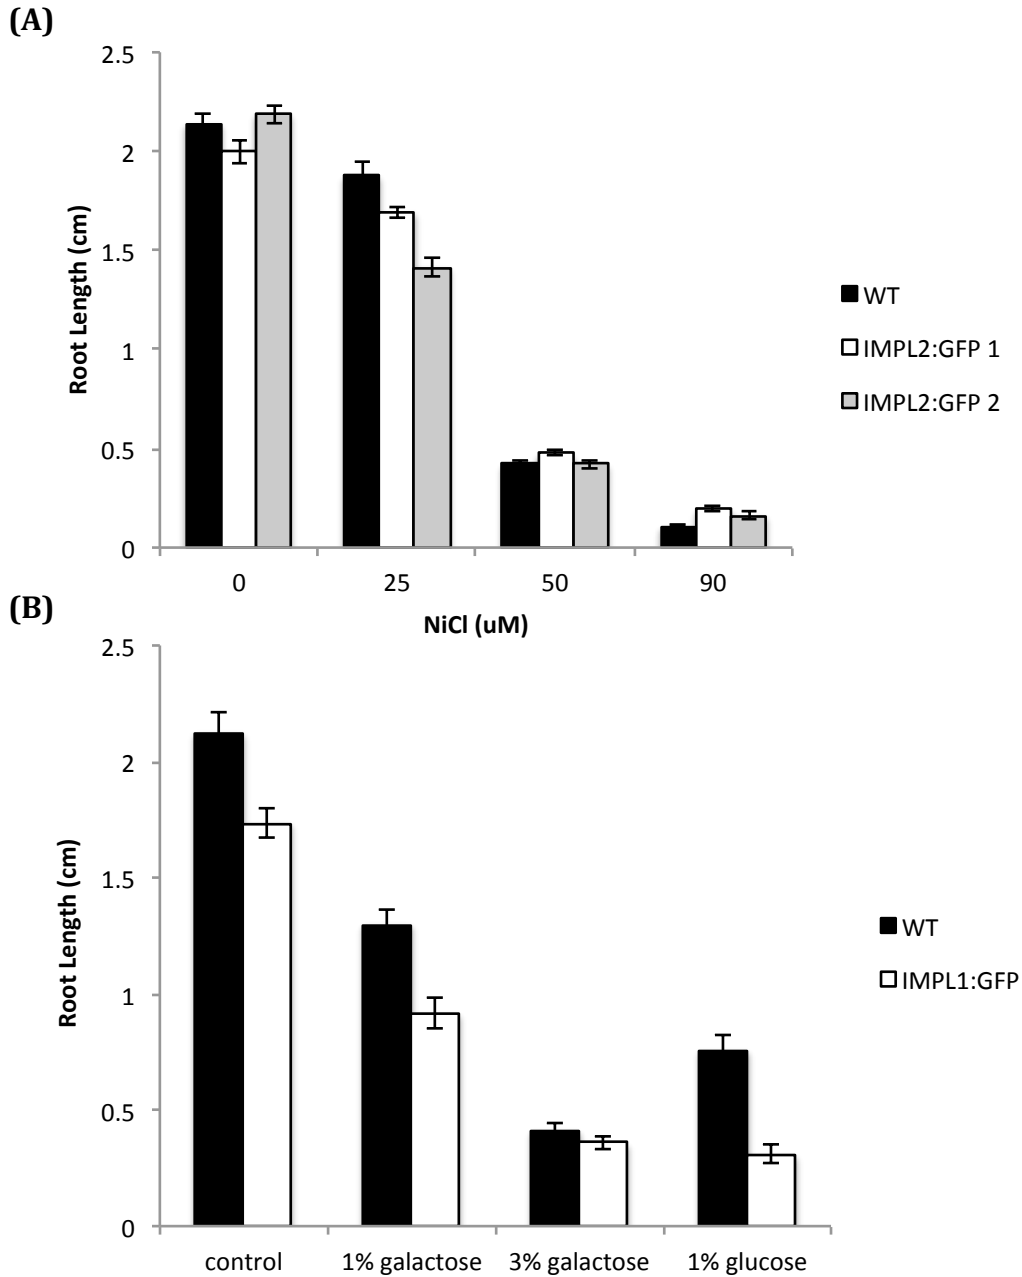 (A)
2.5
2
1.5
1
0.5
0
Root Length (cm)
0 25 50 90
NiCl (uM)
WT
IMPL2:GFP 1
IMPL2:GFP 2
(B)
2.5
2
1.5
1
0.5
0
Root Length (cm)
control 1% galactose 3% galactose 1% glucose
WT
IMPL1:GFP